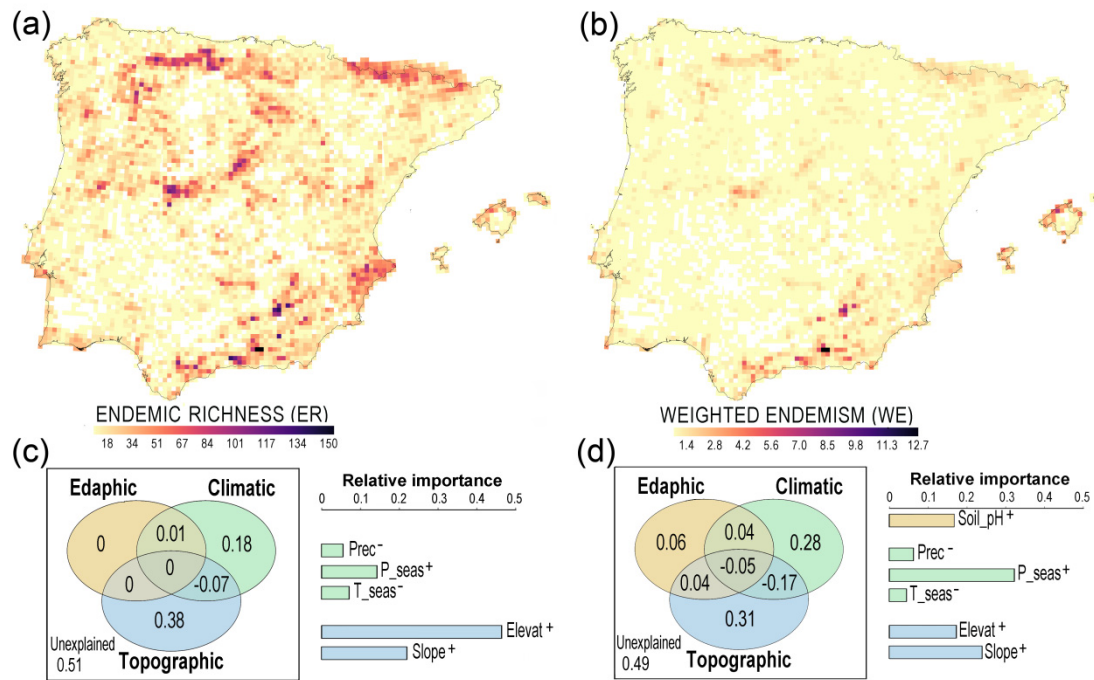 (a)
(b)
ENDEMIC RICHNESS (ER)
18 34 51 67 84 101 117 134 150
WEIGHTED ENDEMISM (WE)
1.4 2.8 4.2 5.6 7.0 8.5 9.4 11.3 12.7
(c)
Edaphic Climatic
0 0.01 0.18
0
0 -0.07
0.38
Unexplained
0.51
Topographic
Relative importance
0 0.1 0.2 0.3 0.4 0.5
Prec -
P_seas +
T_seas -
Elevat +
Slope +
(d)
Edaphic Climatic
0.06 0.04 0.28
-0.05
0.04 -0.17
0.31
Unexplained
0.49
Topographic
Relative importance
0 0.1 0.2 0.3 0.4 0.5
Soil_pH +
Prec -
P_seas +
T_seas -
Elevat +
Slope +